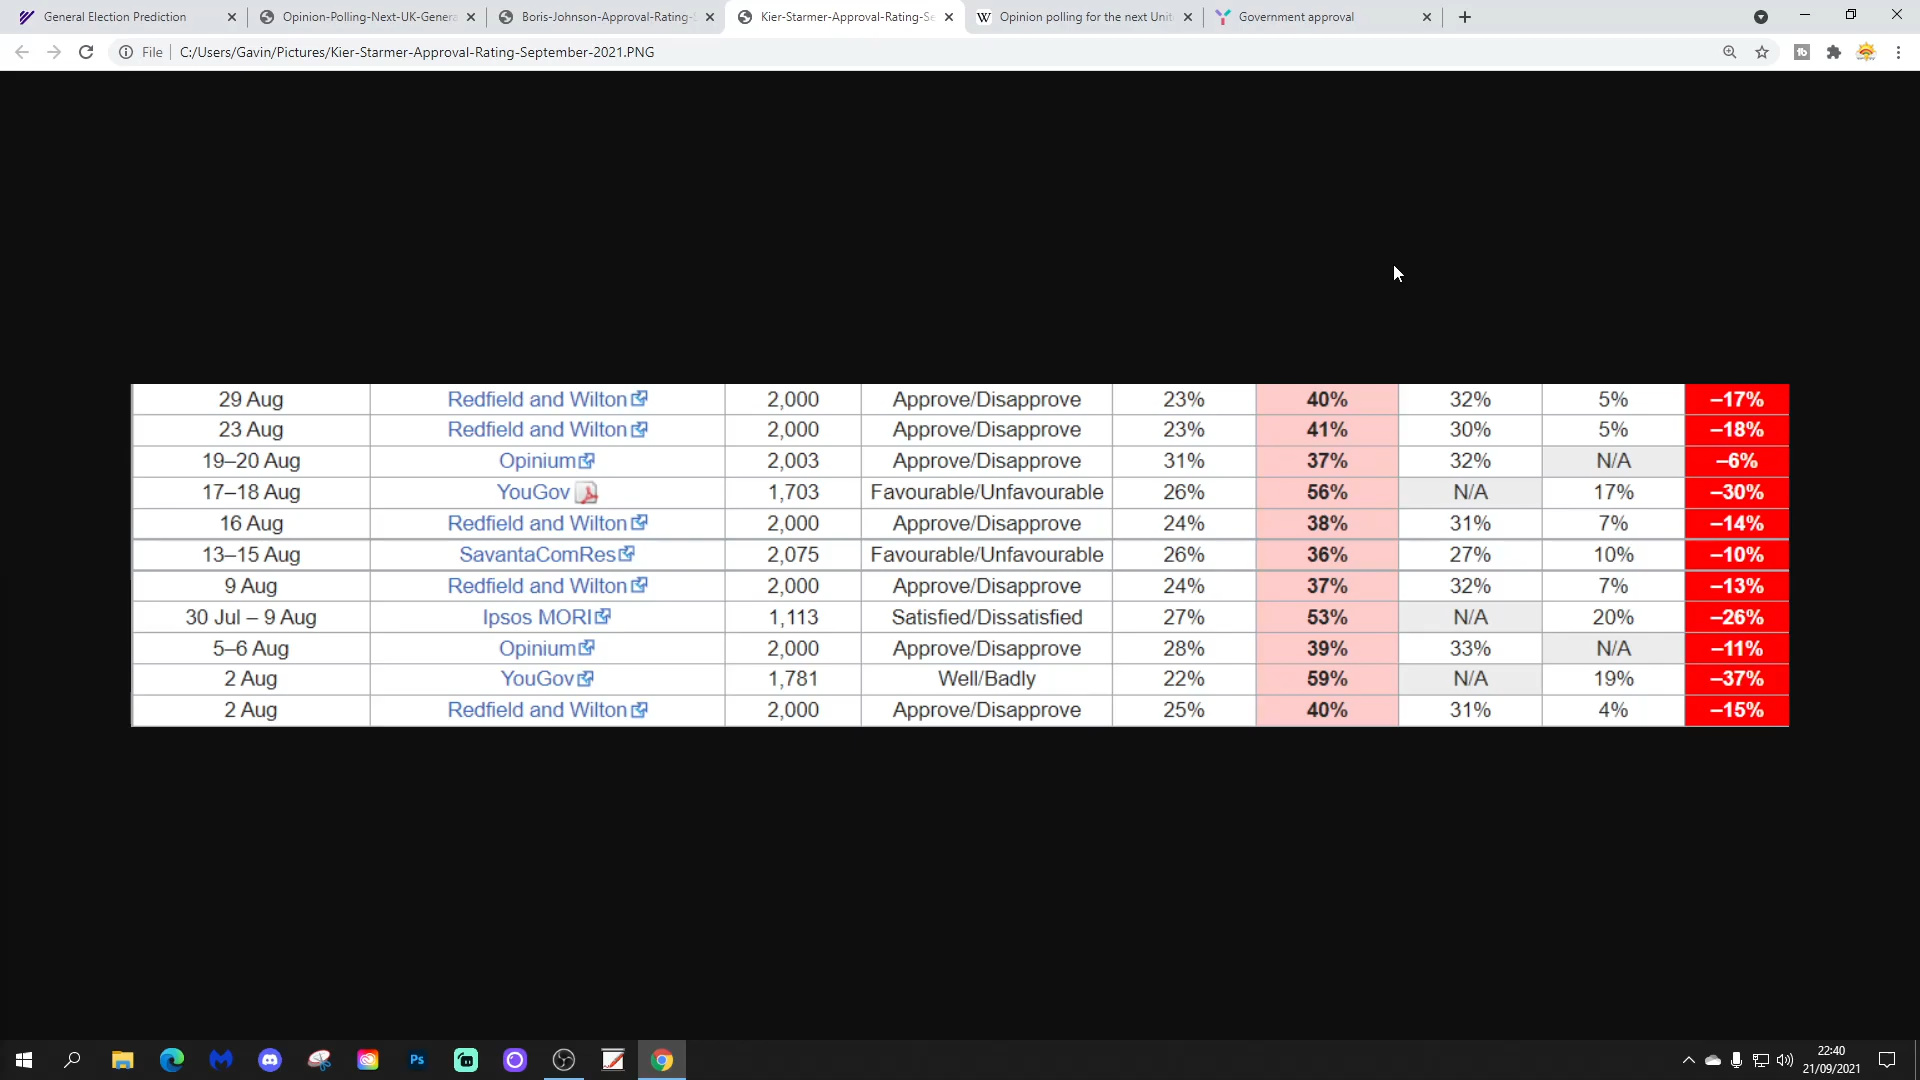 General Election Prediction
Opinion-Polling-Next-UK-Genera
Boris-Johnson-Approval-Rating-S
Kier-Starmer-Approval-Rating-Se
Opinion polling for the next Unit
Government approval
File
C:/Users/Gavin/Pictures/Kier-Starmer-Approval-Rating-September-2021.PNG
29 Aug Redfield and Wilton 2,000 Approve/Disapprove 23% 40% 32% 5% –17%
23 Aug Redfield and Wilton 2,000 Approve/Disapprove 23% 41% 30% 5% –18%
19–20 Aug Opinium 2,003 Approve/Disapprove 31% 37% 32% N/A –6%
17–18 Aug YouGov 1,703 Favourable/Unfavourable 26% 56% N/A 17% –30%
16 Aug Redfield and Wilton 2,000 Approve/Disapprove 24% 38% 31% 7% –14%
13–15 Aug SavantaComRes 2,075 Favourable/Unfavourable 26% 36% 27% 10% –10%
9 Aug Redfield and Wilton 2,000 Approve/Disapprove 24% 37% 32% 7% –13%
30 Jul – 9 Aug Ipsos MORI 1,113 Satisfied/Dissatisfied 27% 53% N/A 20% –26%
5–6 Aug Opinium 2,000 Approve/Disapprove 28% 39% 33% N/A –11%
2 Aug YouGov 1,781 Well/Badly 22% 59% N/A 19% –37%
2 Aug Redfield and Wilton 2,000 Approve/Disapprove 25% 40% 31% 4% –15%
Ps
22:40
21/09/2021